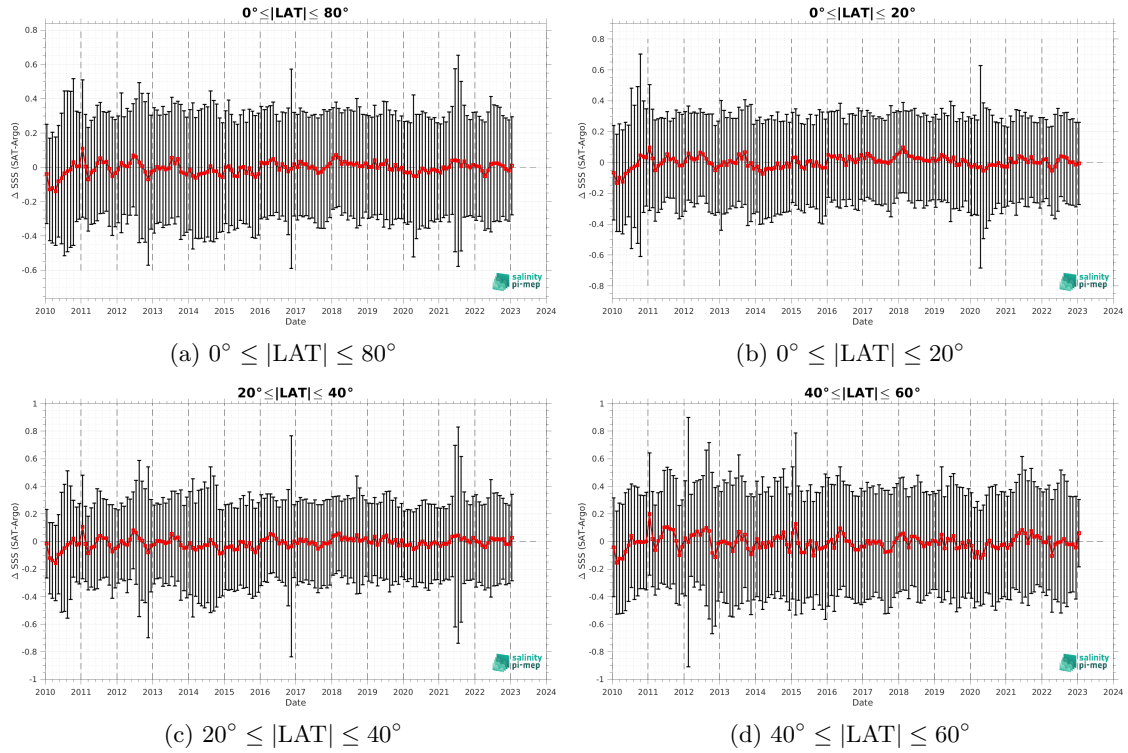 0°≤|LAT|≤ 80°
Δ SSS (SAT-Argo)
0.8
0.6
0.4
0.2
0
-0.2
-0.4
-0.6
2010 2011 2012 2013 2014 2015 2016 2017 2018 2019 2020 2021 2022 2023 2024
Date
salinity
pi-mep
(a) 0° ≤ |LAT| ≤ 80°
0°≤|LAT|≤ 20°
Δ SSS (SAT-Argo)
0.8
0.6
0.4
0.2
0
-0.2
-0.4
-0.6
-0.8
2010 2011 2012 2013 2014 2015 2016 2017 2018 2019 2020 2021 2022 2023 2024
Date
salinity
pi-mep
(b) 0° ≤ |LAT| ≤ 20°
20°≤|LAT|≤ 40°
Δ SSS (SAT-Argo)
1
0.8
0.6
0.4
0.2
0
-0.2
-0.4
-0.6
-0.8
-1
2010 2011 2012 2013 2014 2015 2016 2017 2018 2019 2020 2021 2022 2023 2024
Date
salinity
pi-mep
(c) 20° ≤ |LAT| ≤ 40°
40°≤|LAT|≤ 60°
Δ SSS (SAT-Argo)
1
0.8
0.6
0.4
0.2
0
-0.2
-0.4
-0.6
-0.8
-1
2010 2011 2012 2013 2014 2015 2016 2017 2018 2019 2020 2021 2022 2023 2024
Date
salinity
pi-mep
(d) 40° ≤ |LAT| ≤ 60°